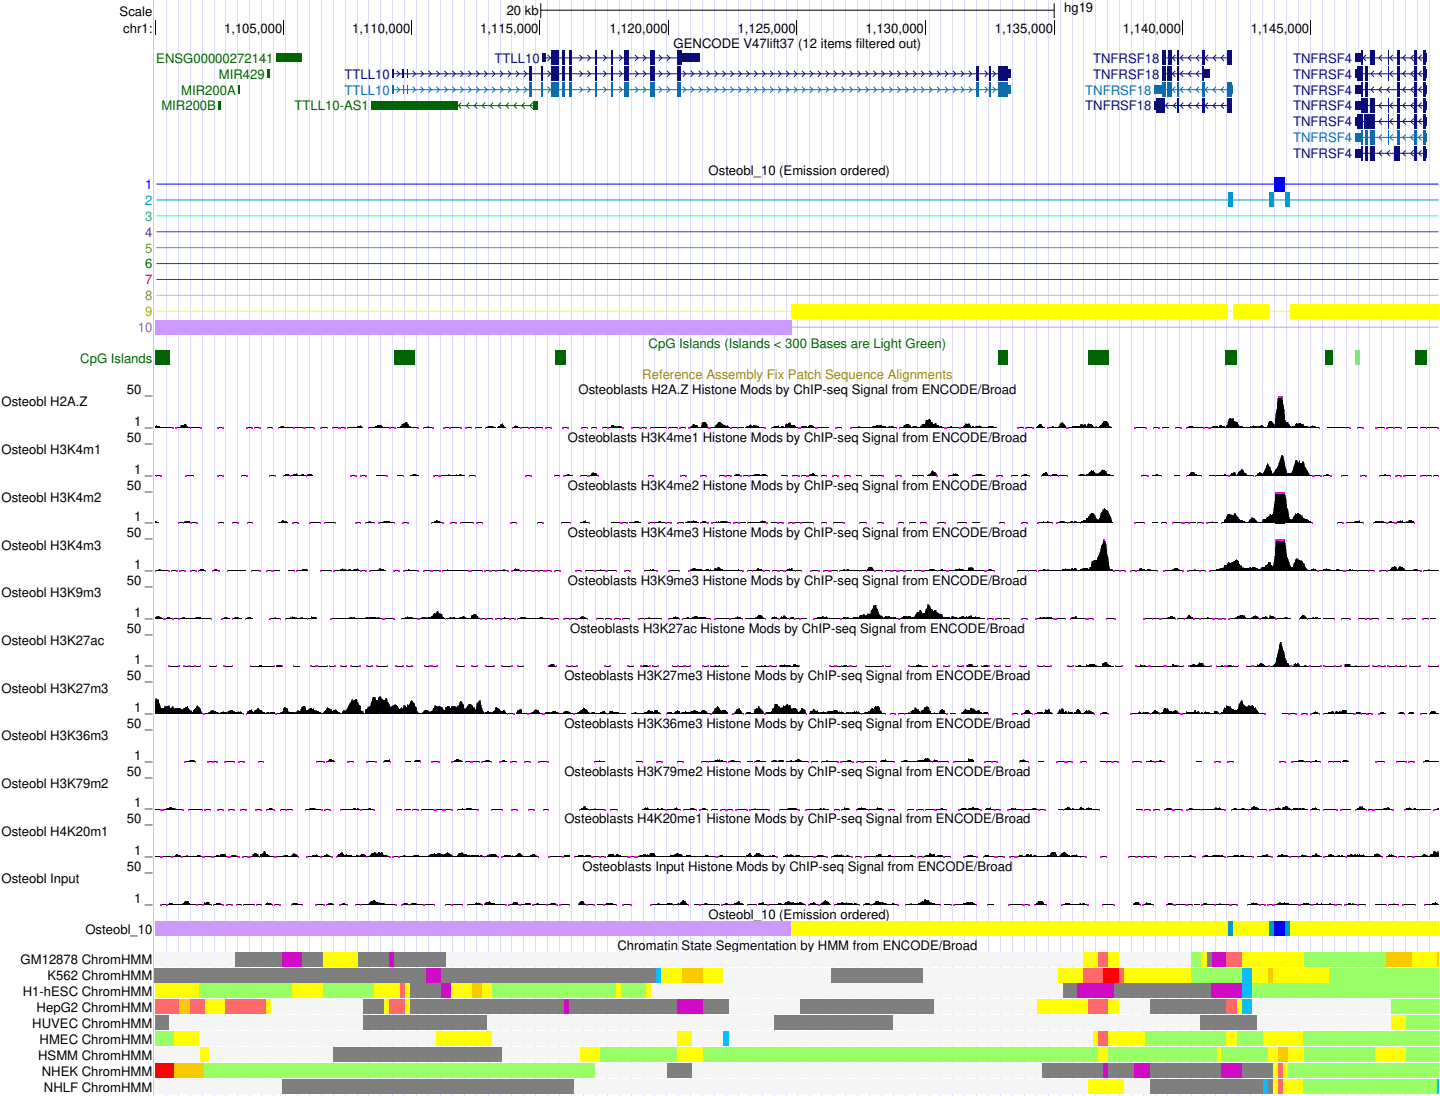 Scale 20 kb hg19
chr1: 1,105,000 1,110,000 1,115,000 1,120,000 1,125,000 1,130,000 1,135,000 1,140,000 1,145,000
GENCODE V47lift37 (12 items filtered out)
ENSG00000272141 TTLL10 TNFRSF18 TNFRSF4
MIR429 TTLL10 TNFRSF18 TNFRSF4
MIR200A TTLL10 TNFRSF18 TNFRSF4
MIR200B TTLL10-AS1 TNFRSF18 TNFRSF4
TNFRSF4
TNFRSF4
TNFRSF4
Osteobl_10 (Emission ordered)
1
2
3
4
5
6
7
8
9
10
CpG Islands (Islands < 300 Bases are Light Green)
CpG Islands
Reference Assembly Fix Patch Sequence Alignments
Osteoblasts H2A.Z Histone Mods by ChIP-seq Signal from ENCODE/Broad
50
Osteobl H2A.Z
1
Osteoblasts H3K4me1 Histone Mods by ChIP-seq Signal from ENCODE/Broad
50
Osteobl H3K4m1
1
Osteoblasts H3K4me2 Histone Mods by ChIP-seq Signal from ENCODE/Broad
50
Osteobl H3K4m2
1
Osteoblasts H3K4me3 Histone Mods by ChIP-seq Signal from ENCODE/Broad
50
Osteobl H3K4m3
1
Osteoblasts H3K9me3 Histone Mods by ChIP-seq Signal from ENCODE/Broad
50
Osteobl H3K9m3
1
Osteoblasts H3K27ac Histone Mods by ChIP-seq Signal from ENCODE/Broad
50
Osteobl H3K27ac
1
Osteoblasts H3K27me3 Histone Mods by ChIP-seq Signal from ENCODE/Broad
50
Osteobl H3K27m3
1
Osteoblasts H3K36me3 Histone Mods by ChIP-seq Signal from ENCODE/Broad
50
Osteobl H3K36m3
1
Osteoblasts H3K79me2 Histone Mods by ChIP-seq Signal from ENCODE/Broad
50
Osteobl H3K79m2
1
Osteoblasts H4K20me1 Histone Mods by ChIP-seq Signal from ENCODE/Broad
50
Osteobl H4K20m1
1
Osteoblasts Input Histone Mods by ChIP-seq Signal from ENCODE/Broad
50
Osteobl Input
1
Osteobl_10 (Emission ordered)
Osteobl_10
Chromatin State Segmentation by HMM from ENCODE/Broad
GM12878 ChromHMM
K562 ChromHMM
H1-hESC ChromHMM
HepG2 ChromHMM
HUVEC ChromHMM
HMEC ChromHMM
HSMM ChromHMM
NHEK ChromHMM
NHLF ChromHMM